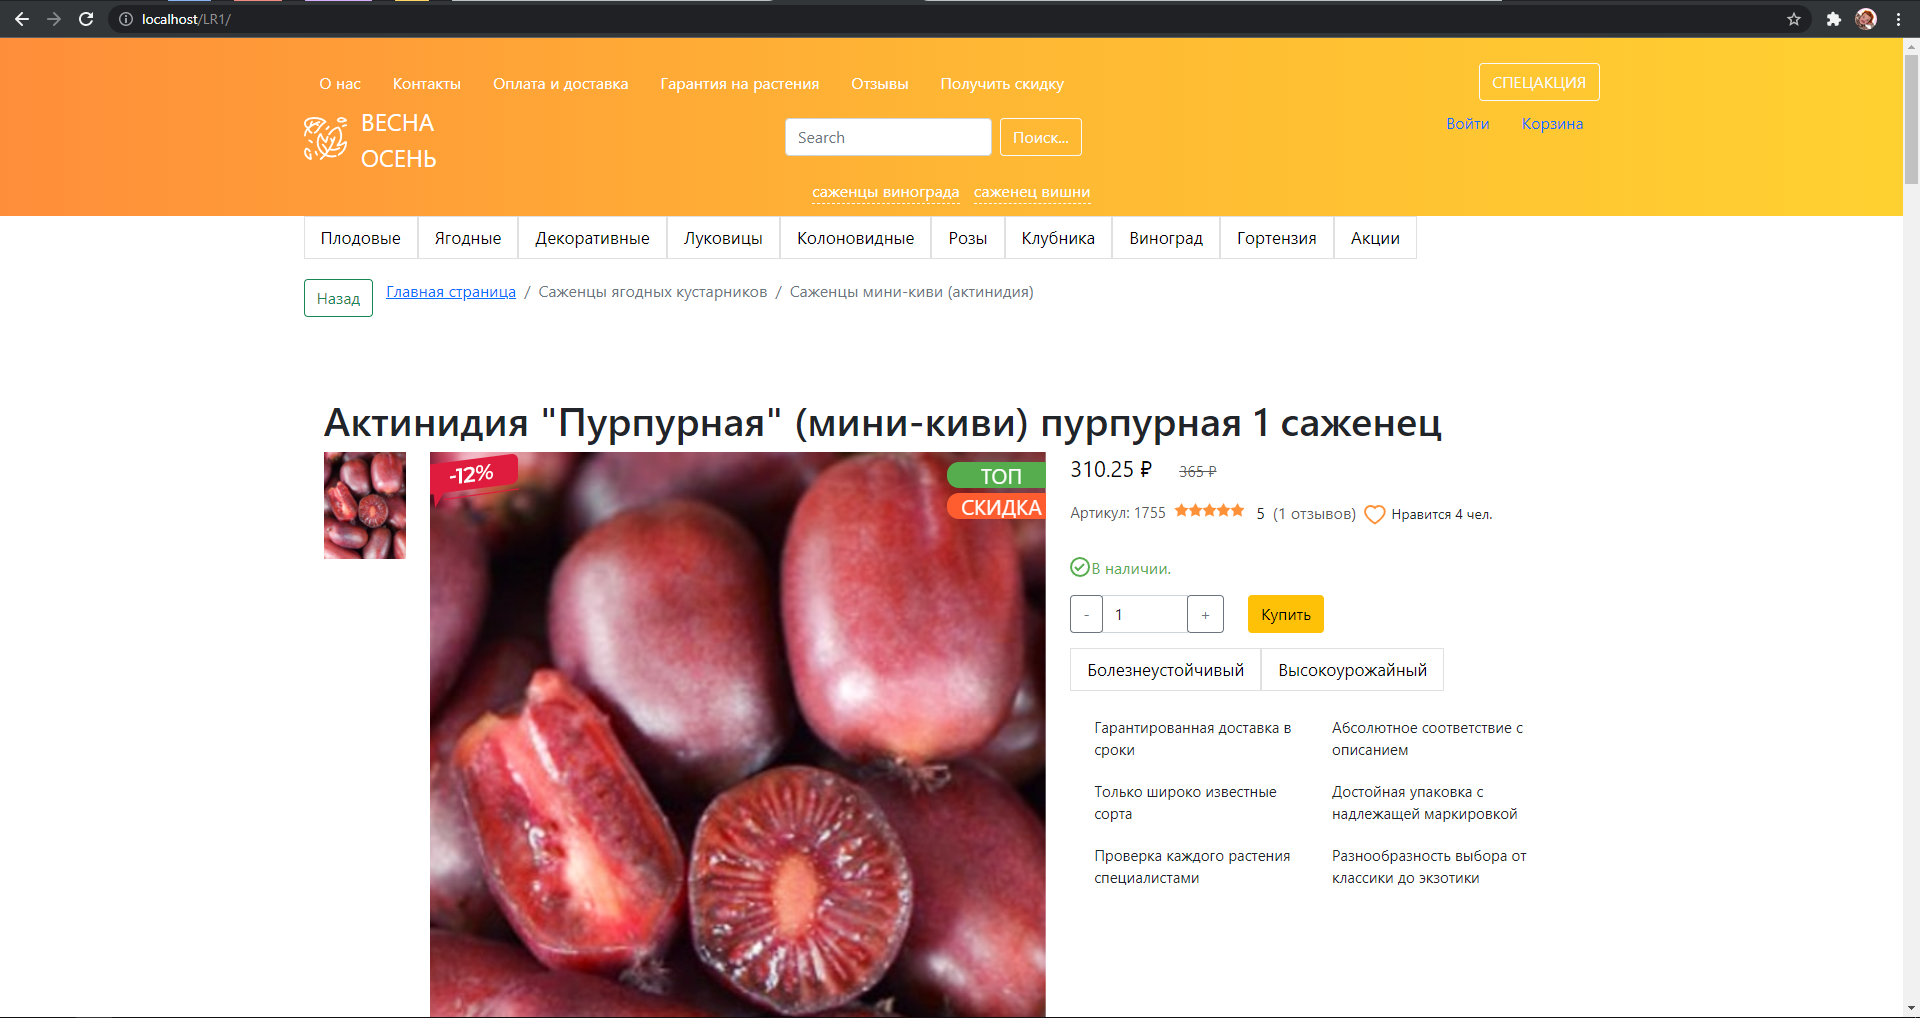 localhost/LR1/
О нас Контакты Оплата и доставка Гарантия на растения Отзывы Получить скидку СПЕЦАКЦИЯ
ВЕСНА
ОСЕНЬ
Search Поиск...
Войти Корзина
саженцы винограда саженец вишни
Плодовые Ягодные Декоративные Луковицы Колоновидные Розы Клубника Виноград Гортензия Акции
Назад Главная страница / Саженцы ягодных кустарников / Саженцы мини-киви (актинидия)
Актинидия "Пурпурная" (мини-киви) пурпурная 1 саженец
-12%
ТОП
СКИДКА
310.25 ₽ 365 ₽
Артикул: 1755 5 (1 отзывов) Нравится 4 чел.
В наличии.
- 1 + Купить
Болезнеустойчивый Высокоурожайный
Гарантированная доставка в
сроки
Абсолютное соответствие с
описанием
Только широко известные
сорта
Достойная упаковка с
надлежащей маркировкой
Проверка каждого растения
специалистами
Разнообразность выбора от
классики до экзотики